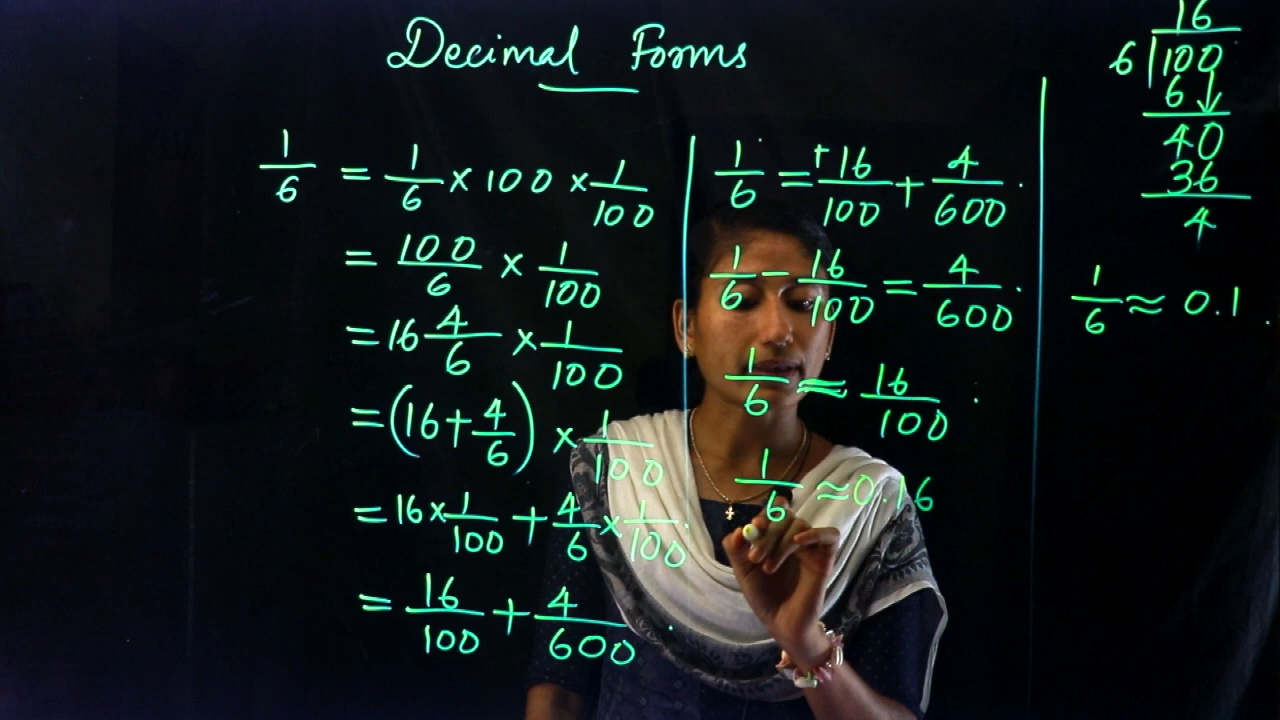 Decimal Forms
1/6 = 1/6 × 100 × 1/100
= 100/6 × 1/100
= 16 4/6 × 1/100
= (16 + 4/6) × 1/100
= 16 × 1/100 + 4/6 × 1/100.
= 16/100 + 4/600.
1/6 = +16/100 + 4/600.
1/6 − 16/100 = 4/600.
1/6 ≈ 16/100.
1/6 ≈ 0.16
16
6 100
6↓
40
36
4
1/6 ≈ 0.1.